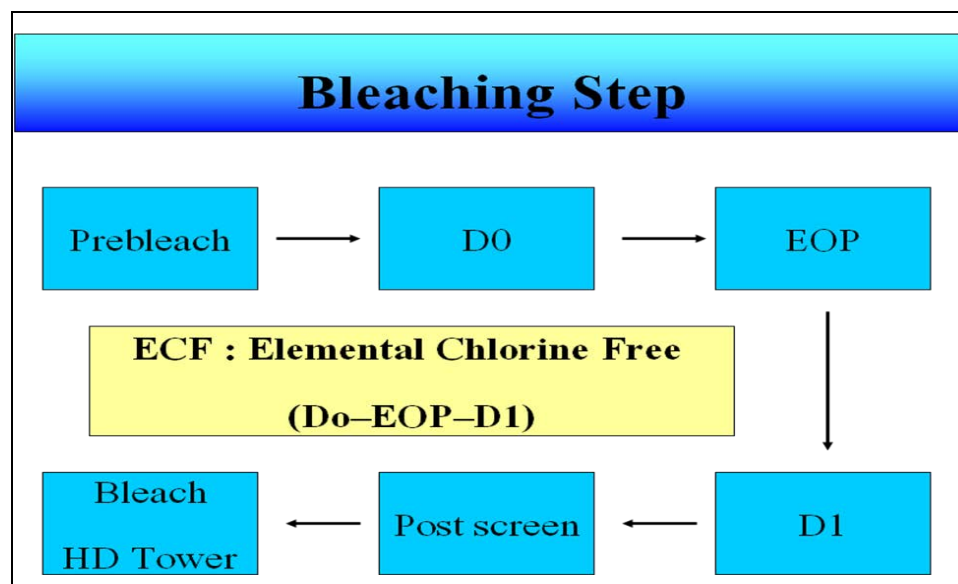 Bleaching Step
Prebleach
D0
EOP
ECF : Elemental Chlorine Free
(Do–EOP–D1)
Bleach
HD Tower
Post screen
D1